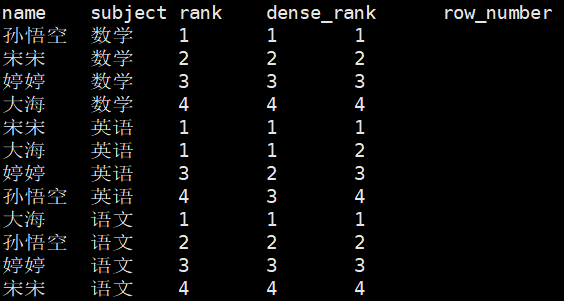 name subject rank dense_rank row_number
孙悟空 数学 1 1 1
宋宋 数学 2 2 2
婷婷 数学 3 3 3
大海 数学 4 4 4
宋宋 英语 1 1 1
大海 英语 1 1 2
婷婷 英语 3 2 3
孙悟空 英语 4 3 4
大海 语文 1 1 1
孙悟空 语文 2 2 2
婷婷 语文 3 3 3
宋宋 语文 4 4 4